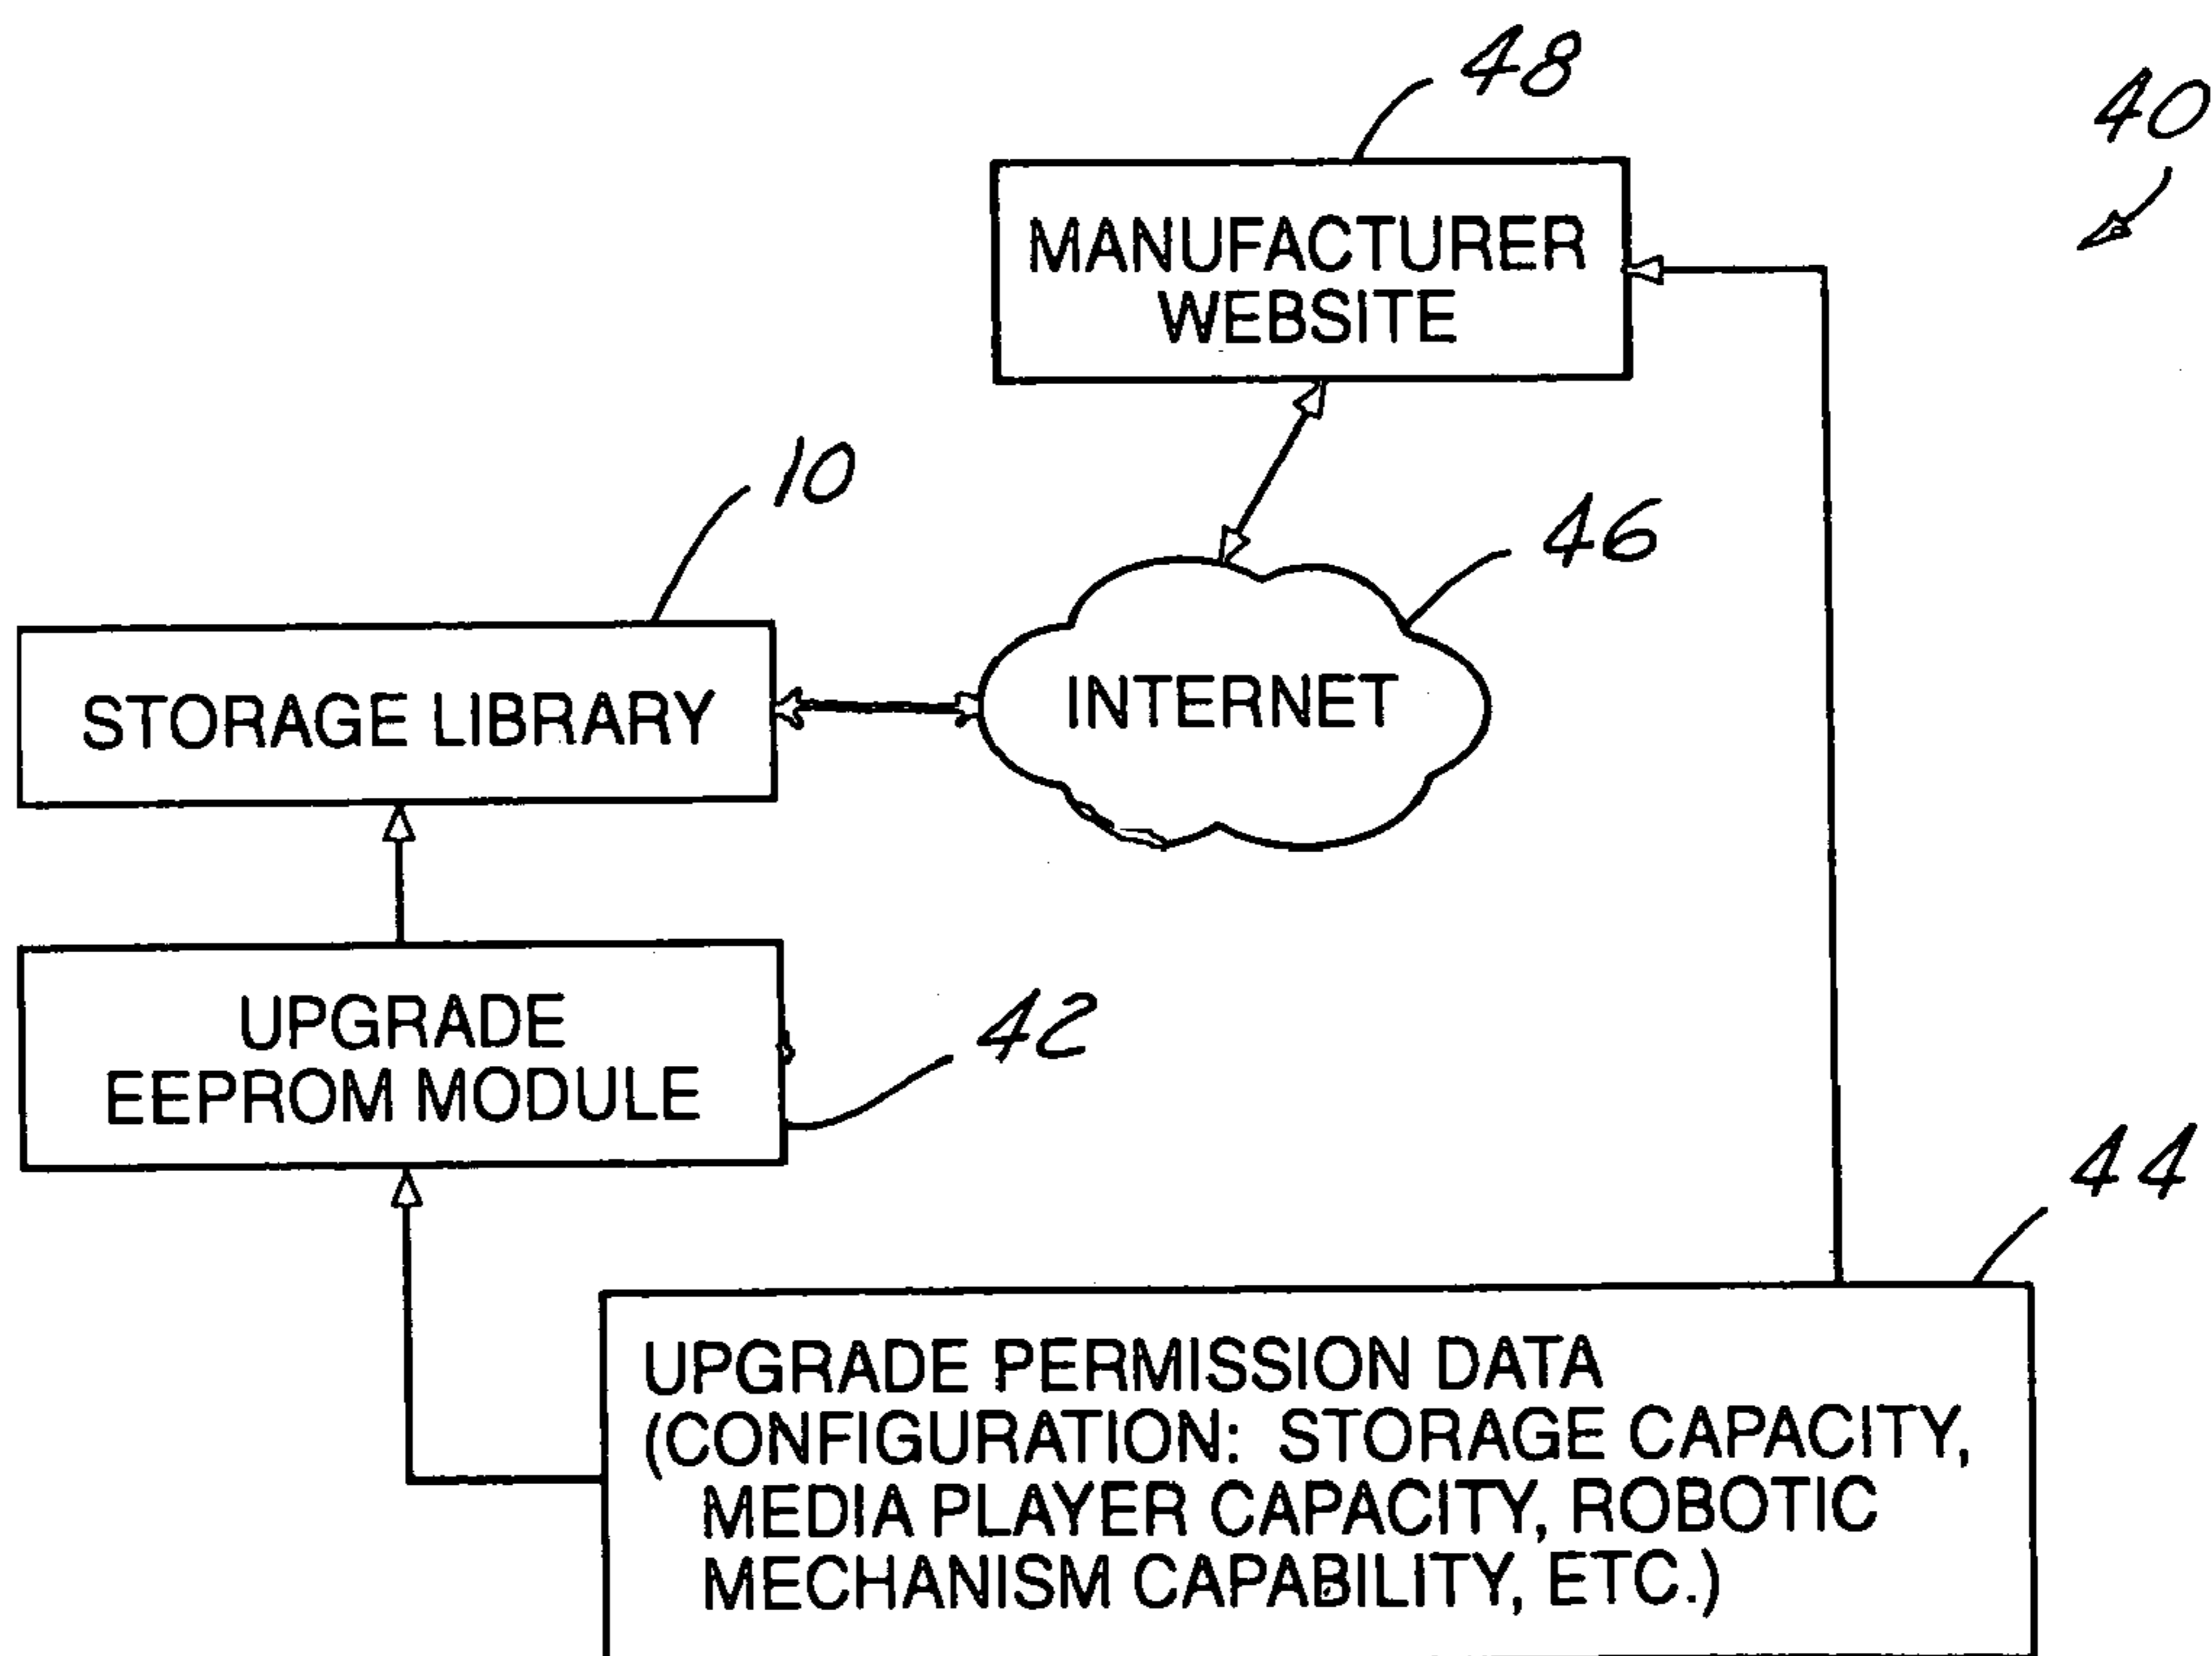 48
40
MANUFACTURER
WEBSITE
10
46
STORAGE LIBRARY
INTERNET
42
UPGRADE
EEPROM MODULE
44
UPGRADE PERMISSION DATA
(CONFIGURATION: STORAGE CAPACITY,
MEDIA PLAYER CAPACITY, ROBOTIC
MECHANISM CAPABILITY, ETC.)